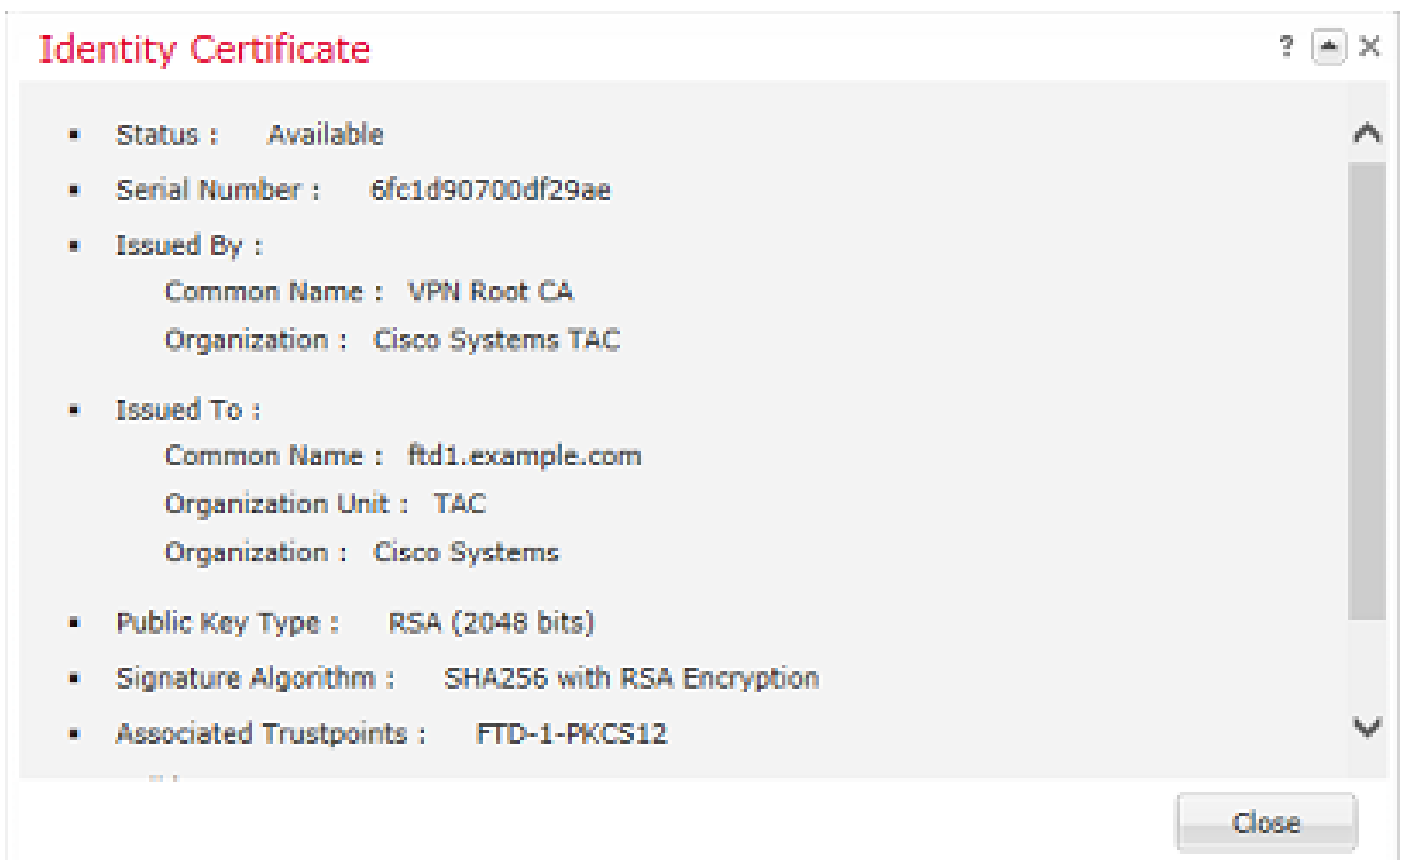 Identity Certificate ?
▪ Status : Available
▪ Serial Number : 6fc1d90700df29ae
▪ Issued By :
Common Name : VPN Root CA
Organization : Cisco Systems TAC
▪ Issued To :
Common Name : ftd1.example.com
Organization Unit : TAC
Organization : Cisco Systems
▪ Public Key Type : RSA (2048 bits)
▪ Signature Algorithm : SHA256 with RSA Encryption
▪ Associated Trustpoints : FTD-1-PKCS12
Close